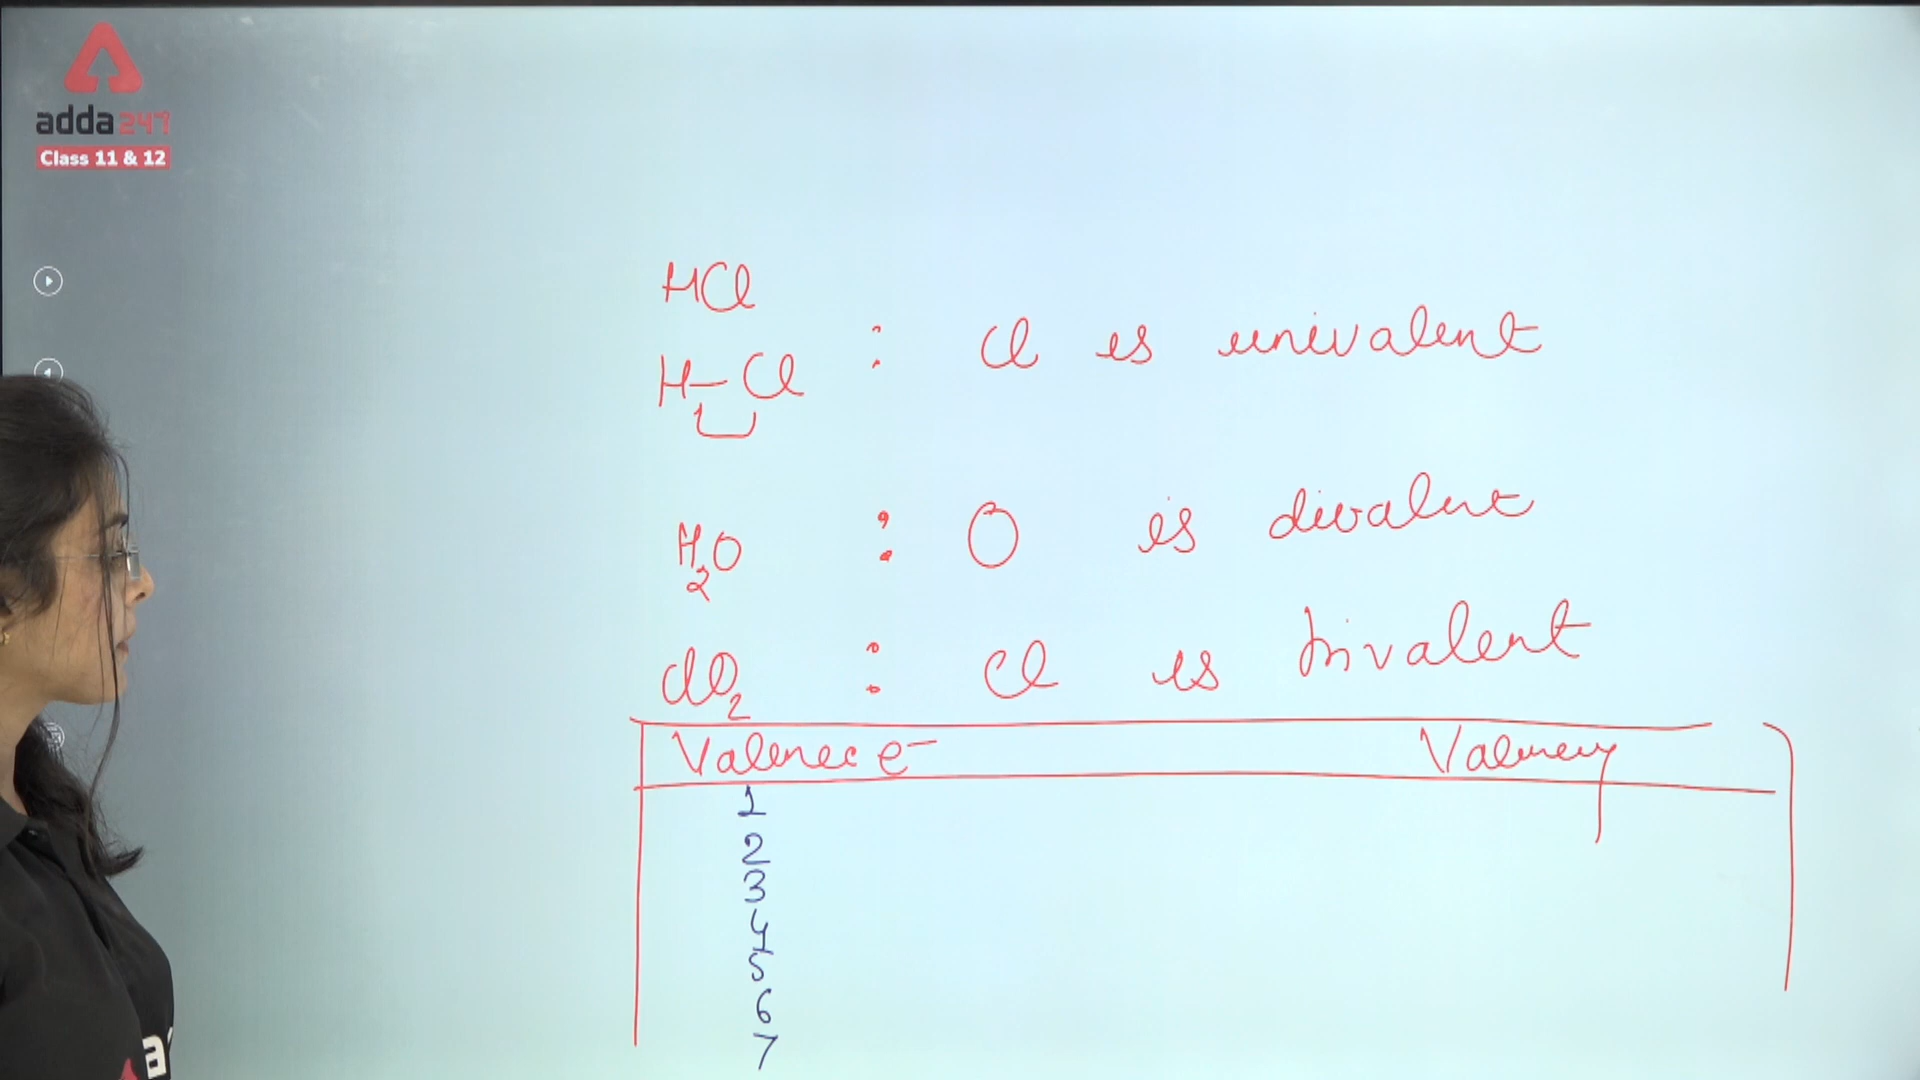 adda247
Class 11 & 12
HCl
H-Cl : Cl is univalent
H2O : O is divalent
ClO2 : Cl is trivalent
Valence e- Valency
1
2
3
4
5
6
7